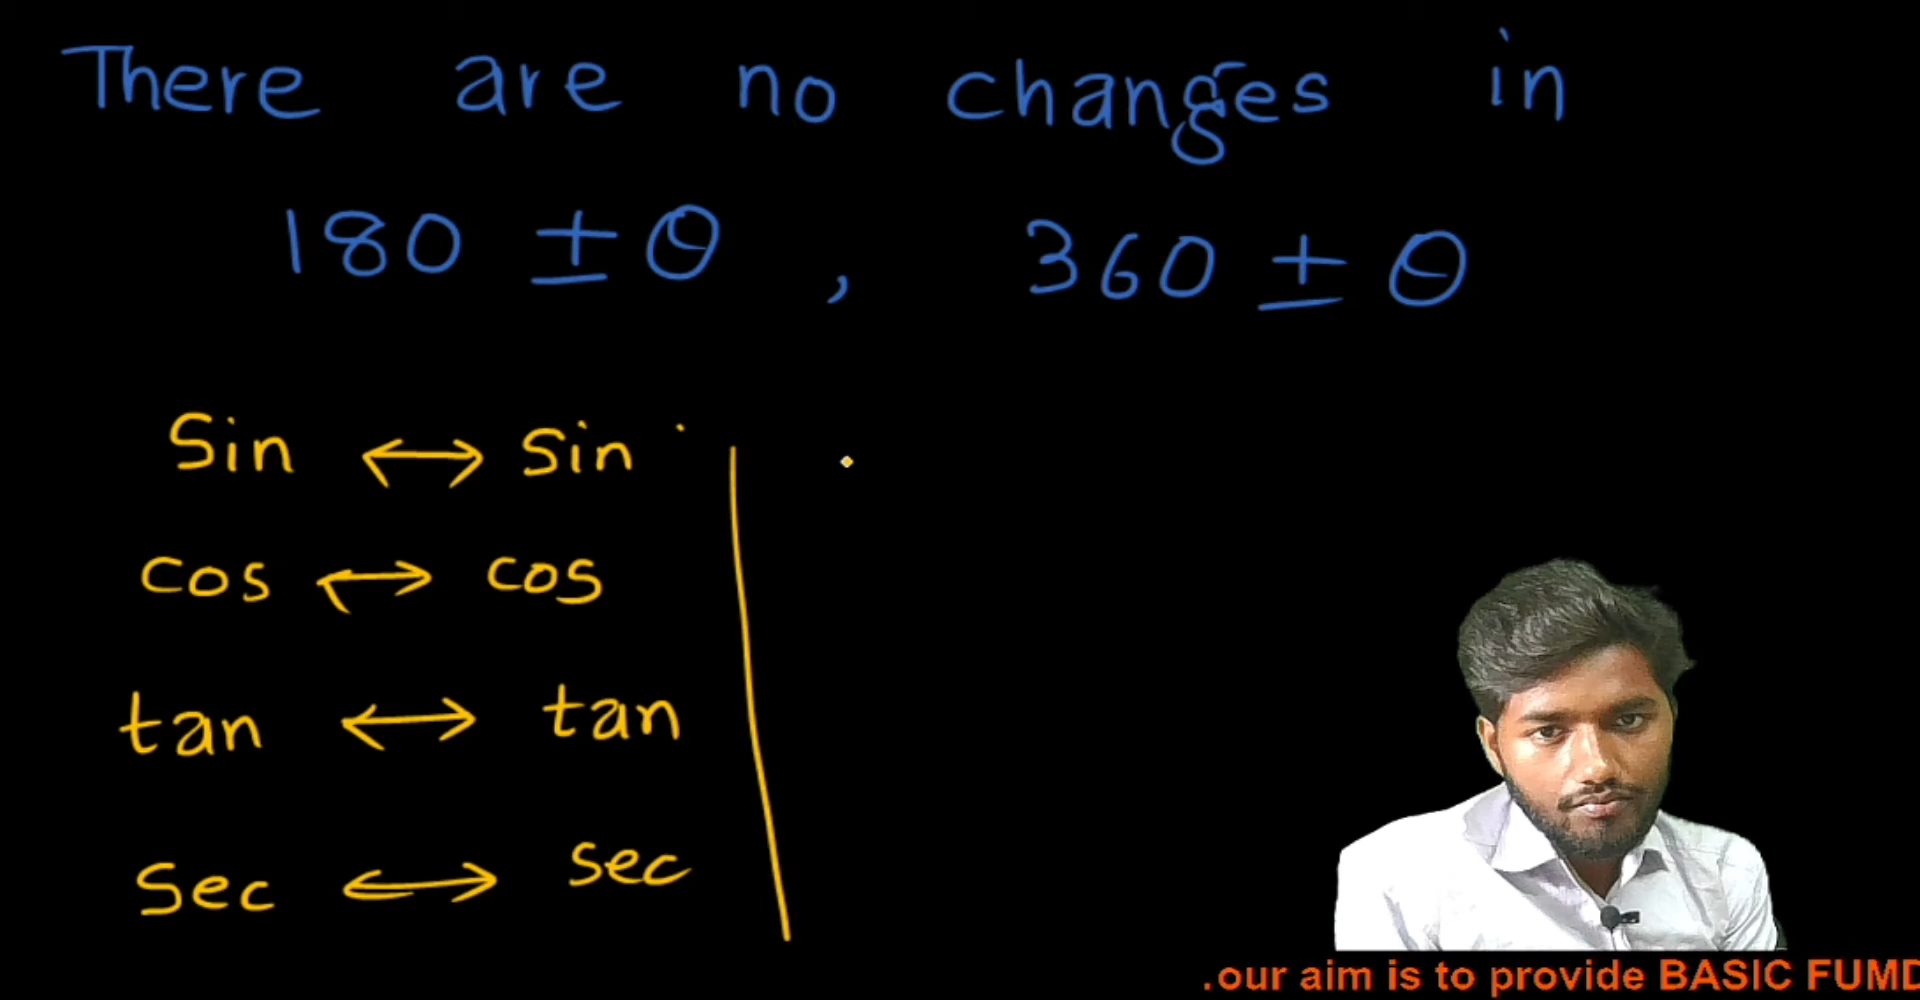 There are no changes in
180 ± θ , 360 ± θ
Sin ↔ Sin
cos ↔ cos
tan ↔ tan
Sec ↔ sec
.our aim is to provide BASIC FUMD